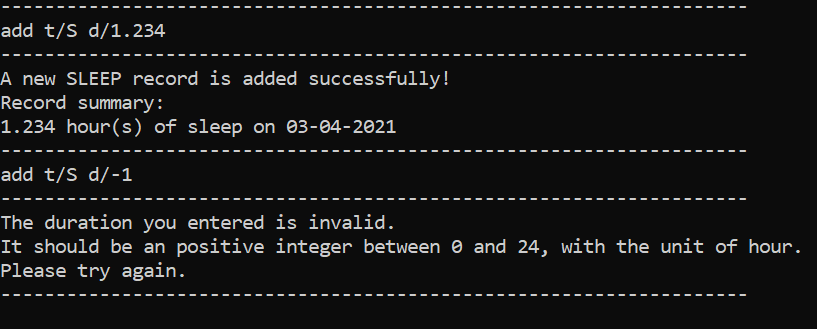 --------------------------------------------------------------------
add t/S d/1.234
--------------------------------------------------------------------
A new SLEEP record is added successfully!
Record summary:
1.234 hour(s) of sleep on 03-04-2021
--------------------------------------------------------------------
add t/S d/-1
--------------------------------------------------------------------
The duration you entered is invalid.
It should be an positive integer between 0 and 24, with the unit of hour.
Please try again.
--------------------------------------------------------------------